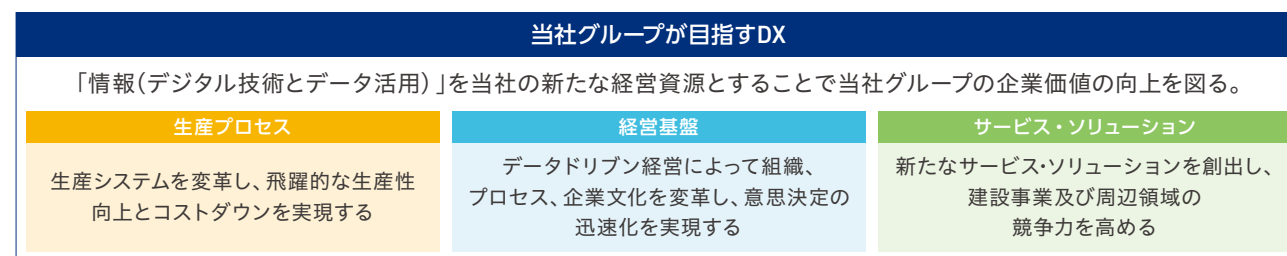 当社グループが目指すDX
「情報(デジタル技術とデータ活用)」を当社の新たな経営資源とすることで当社グループの企業価値の向上を図る。
生産プロセス
生産システムを変革し、飛躍的な生産性
向上とコストダウンを実現する
経営基盤
データドリブン経営によって組織、
プロセス、企業文化を変革し、意思決定の
迅速化を実現する
サービス・ソリューション
新たなサービス・ソリューションを創出し、
建設事業及び周辺領域の
競争力を高める